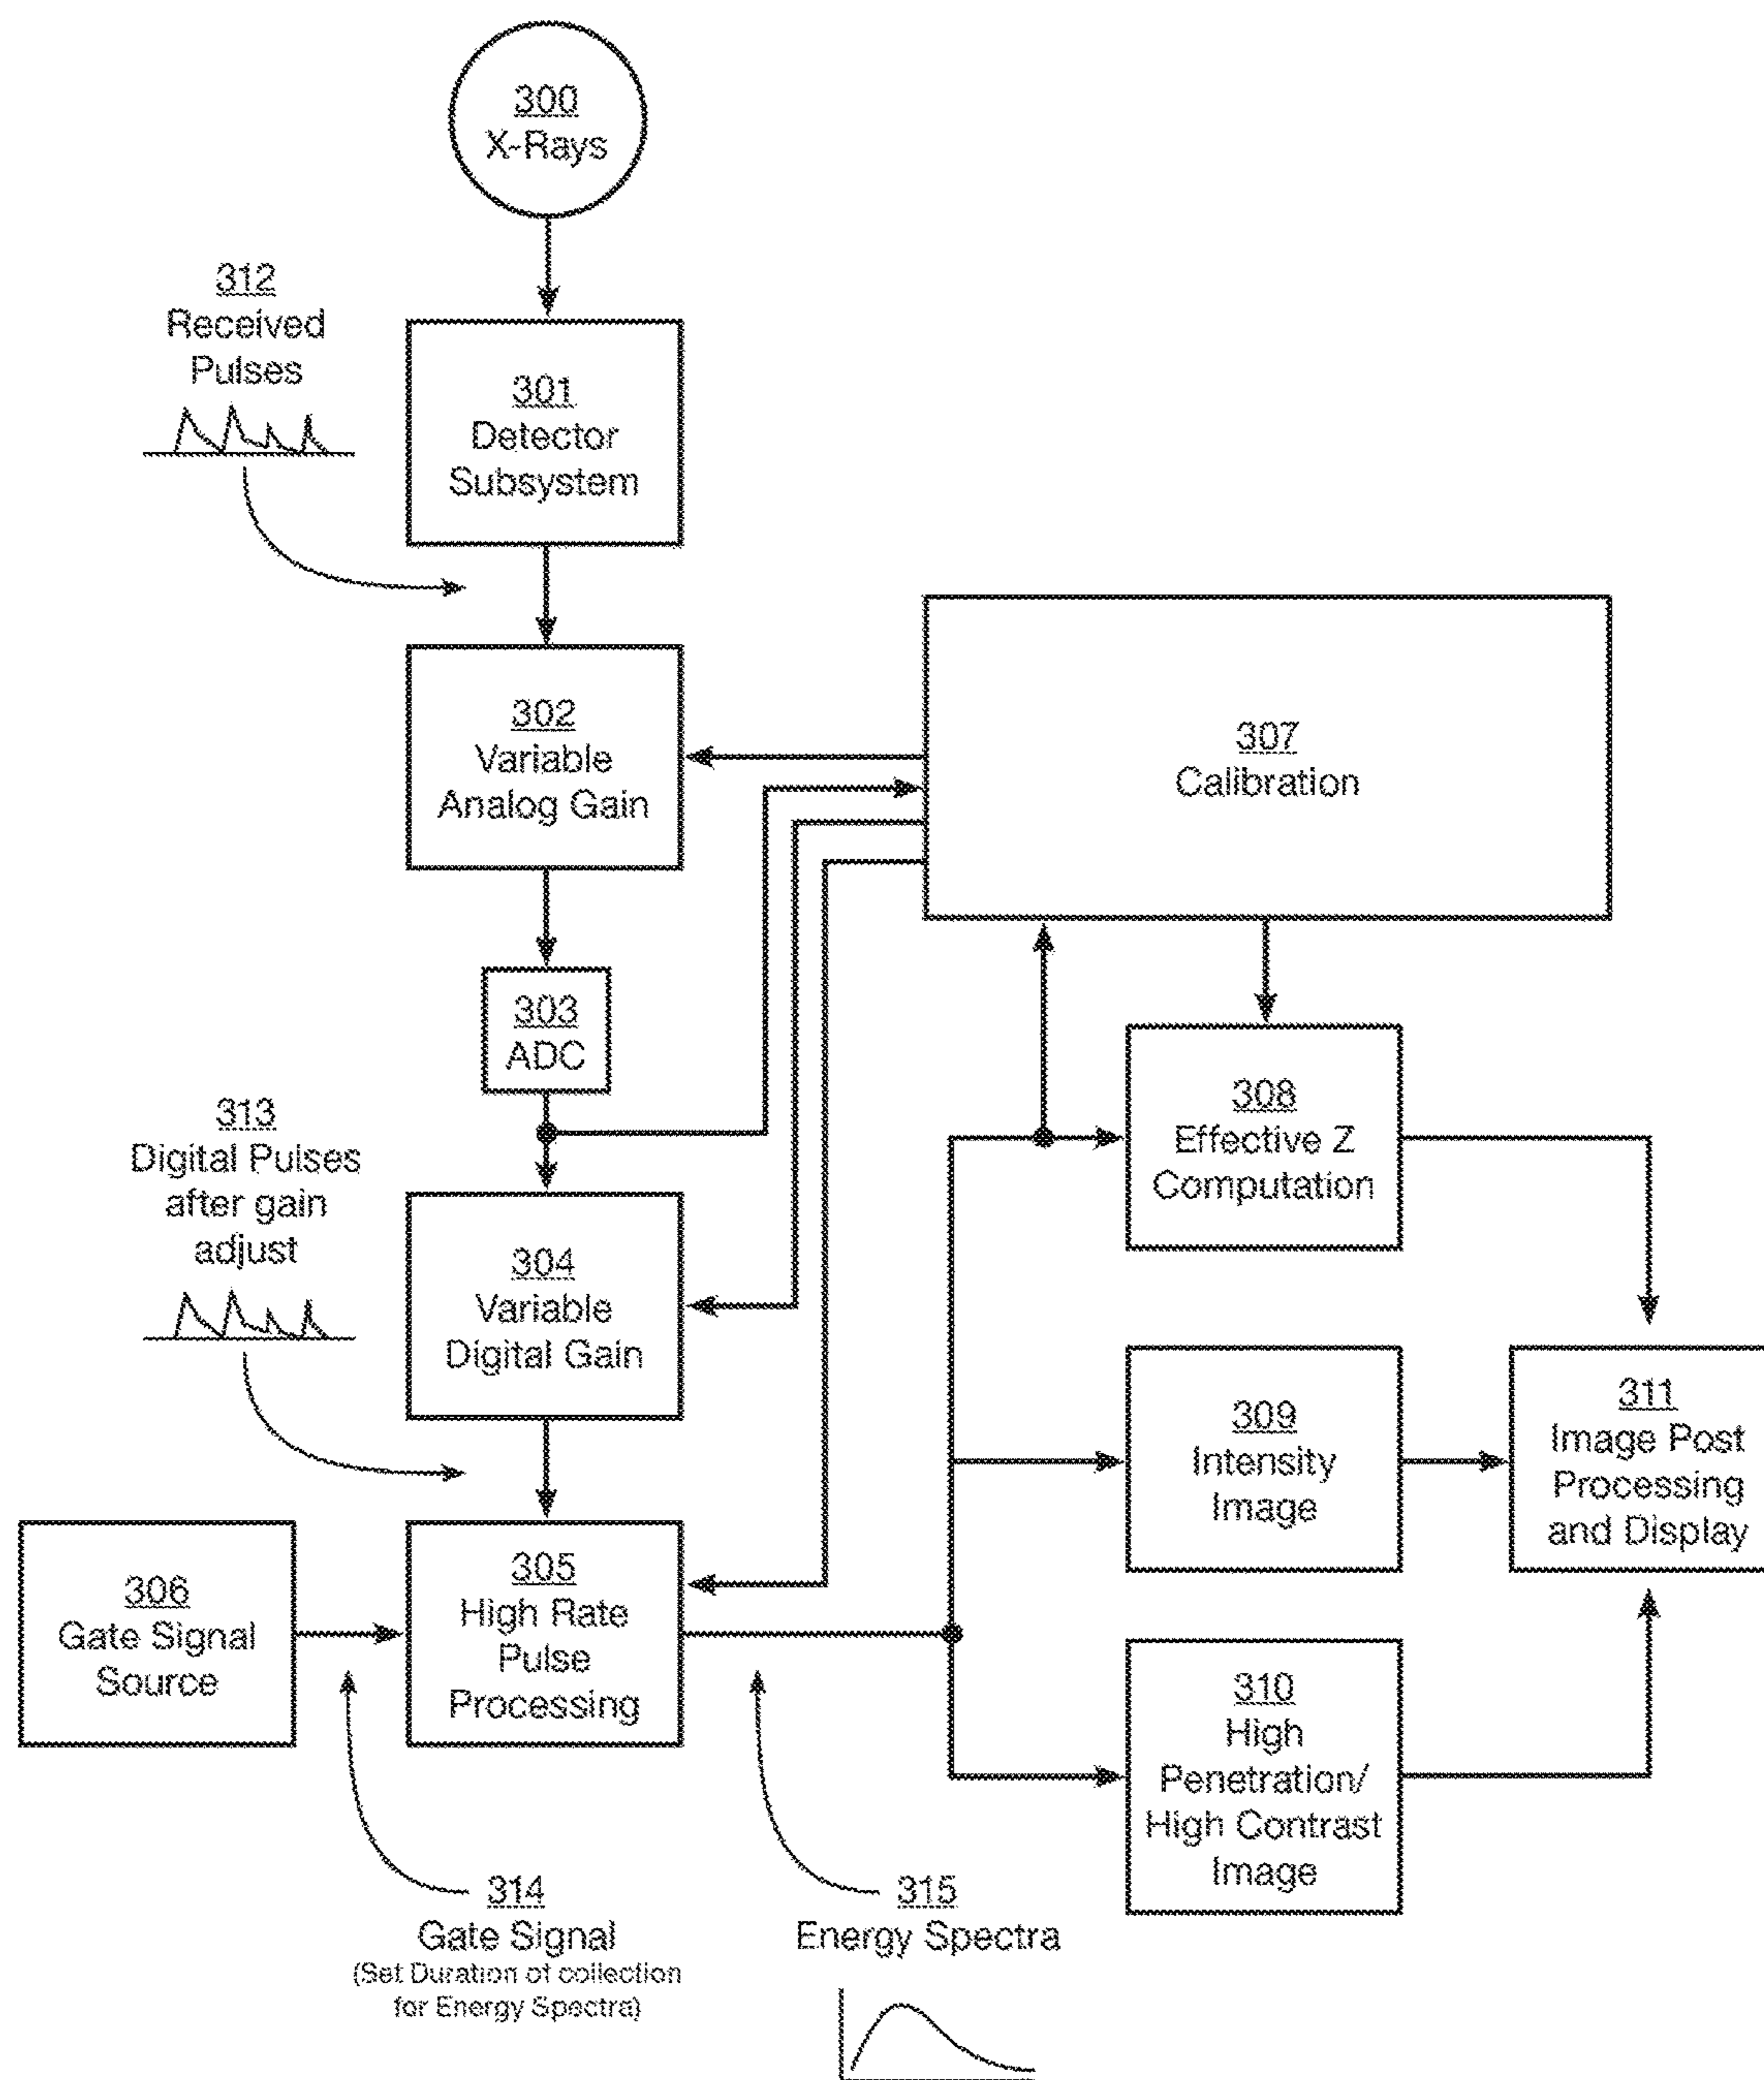 300
X-Rays
312
Received
Pulses
301
Detector
Subsystem
302
Variable
Analog Gain
307
Calibration
303
ADC
313
Digital Pulses
after gain
adjust
304
Variable
Digital Gain
308
Effective Z
Computation
309
Intensity
Image
311
Image Post
Processing
and Display
306
Gate Signal
Source
305
High Rate
Pulse
Processing
310
High
Penetration/
High Contrast
Image
314
Gate Signal
(Set Duration of collection
for Energy Spectra)
315
Energy Spectra